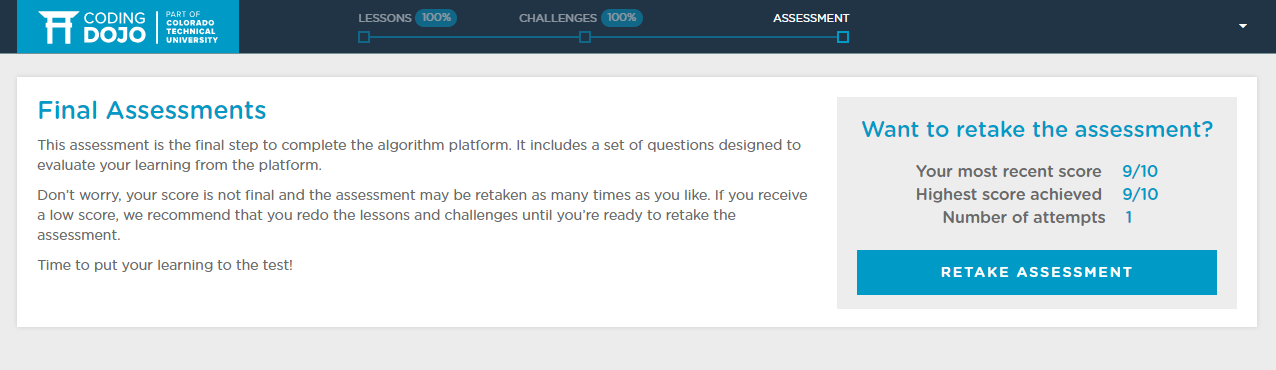 CODING
DOJO
PART OF
COLORADO
TECHNICAL
UNIVERSITY
LESSONS 100%
CHALLENGES 100%
ASSESSMENT
Final Assessments
This assessment is the final step to complete the algorithm platform. It includes a set of questions designed to
evaluate your learning from the platform.
Don’t worry, your score is not final and the assessment may be retaken as many times as you like. If you receive
a low score, we recommend that you redo the lessons and challenges until you’re ready to retake the
assessment.
Time to put your learning to the test!
Want to retake the assessment?
Your most recent score 9/10
Highest score achieved 9/10
Number of attempts 1
RETAKE ASSESSMENT